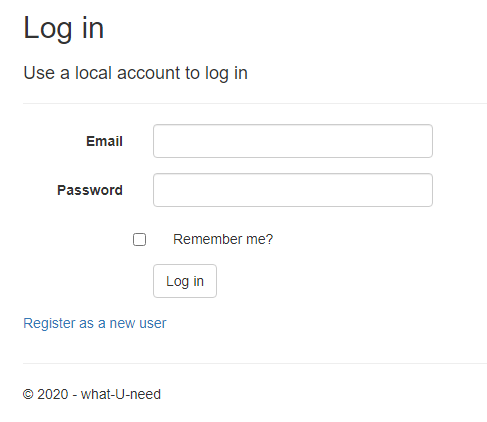 Log in
Use a local account to log in
Email
Password
Remember me?
Log in
Register as a new user
© 2020 - what-U-need